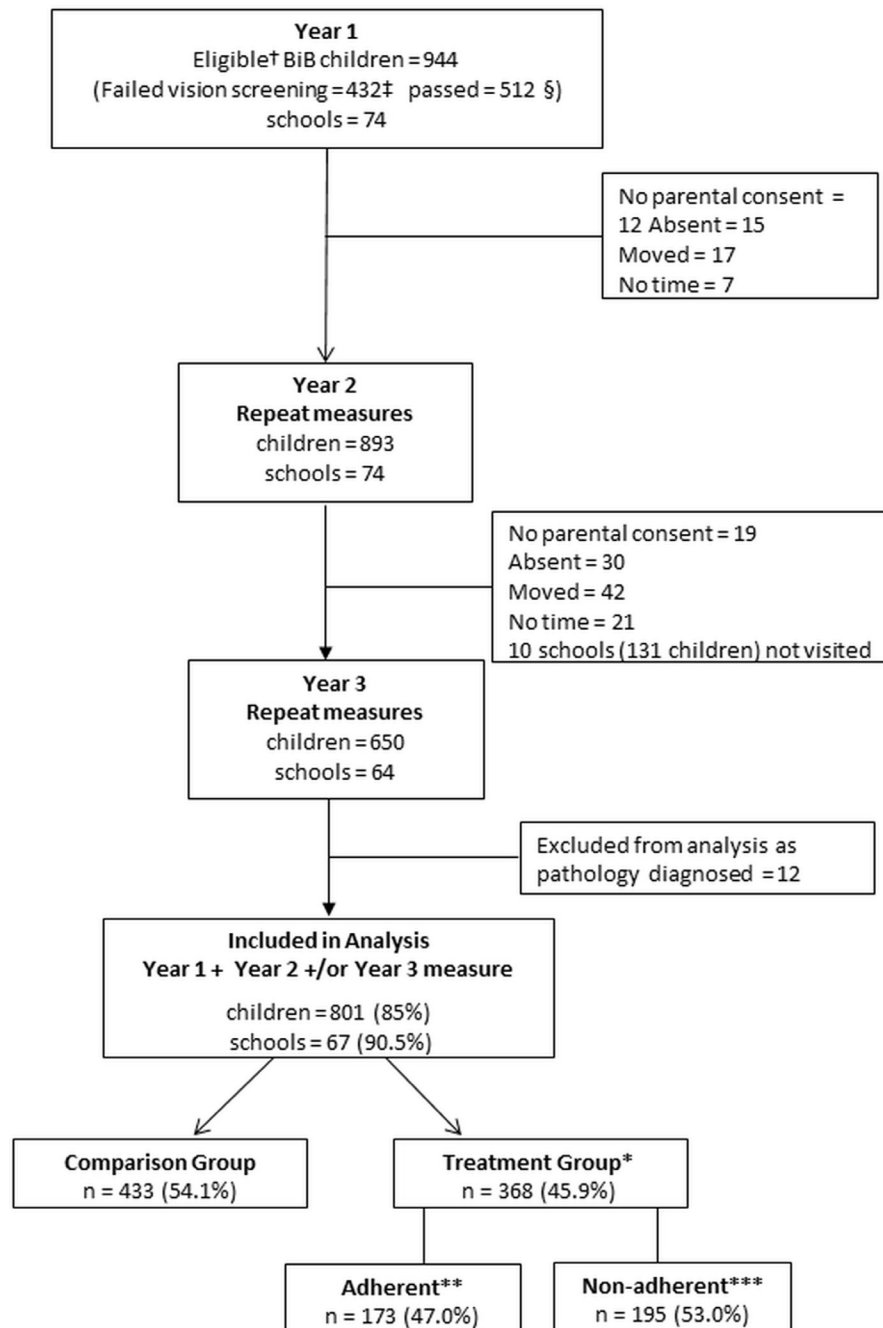 Year 1
Eligible† BiB children = 944
(Failed vision screening = 432‡ passed = 512 §)
schools = 74
No parental consent =
12 Absent = 15
Moved = 17
No time = 7
Year 2
Repeat measures
children = 893
schools = 74
No parental consent = 19
Absent = 30
Moved = 42
No time = 21
10 schools (131 children) not visited
Year 3
Repeat measures
children = 650
schools = 64
Excluded from analysis as
pathology diagnosed = 12
Included in Analysis
Year 1 + Year 2 +/or Year 3 measure
children = 801 (85%)
schools = 67 (90.5%)
Comparison Group
n = 433 (54.1%)
Treatment Group*
n = 368 (45.9%)
Adherent**
n = 173 (47.0%)
Non-adherent***
n = 195 (53.0%)